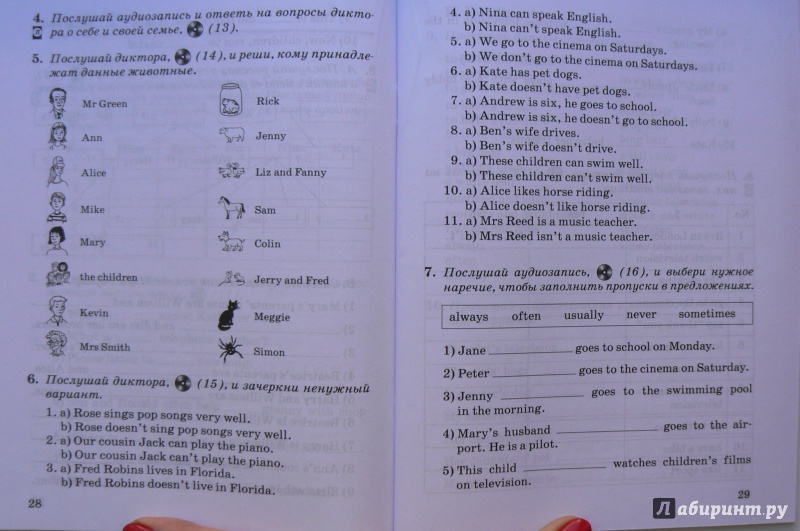 4. Послушай аудиозапись и ответь на вопросы дикто-
ра о себе и своей семье, (13).
5. Послушай диктора, (14), и реши, кому принадле-
жат данные животные.
Mr Green Rick
Ann Jenny
Alice Liz and Fanny
Mike Sam
Mary Colin
the children Jerry and Fred
Kevin Meggie
Mrs Smith Simon
6. Послушай диктора, (15), и зачеркни ненужный
вариант.
1. a) Rose sings pop songs very well.
b) Rose doesn't sing pop songs very well.
2. a) Our cousin Jack can play the piano.
b) Our cousin Jack can't play the piano.
3. a) Fred Robins lives in Florida.
b) Fred Robins doesn't live in Florida.
28
4. a) Nina can speak English.
b) Nina can't speak English.
5. a) We go to the cinema on Saturdays.
b) We don't go to the cinema on Saturdays.
6. a) Kate has pet dogs.
b) Kate doesn't have pet dogs.
7. a) Andrew is six, he goes to school.
b) Andrew is six, he doesn't go to school.
8. a) Ben's wife drives.
b) Ben's wife doesn't drive.
9. a) These children can swim well.
b) These children can't swim well.
10. a) Alice likes horse riding.
b) Alice doesn't like horse riding.
11. a) Mrs Reed is a music teacher.
b) Mrs Reed isn't a music teacher.
7. Послушай аудиозапись, (16), и выбери нужное
наречие, чтобы заполнить пропуски в предложениях.
always often usually never sometimes
1) Jane ____________ goes to school on Monday.
2) Peter ____________ goes to the cinema on Saturday.
3) Jenny ____________ goes to the swimming pool
in the morning.
4) Mary's husband ____________ goes to the air-
port. He is a pilot.
5) This child ____________ watches children's films
on television.
29
Лабиринт.ру